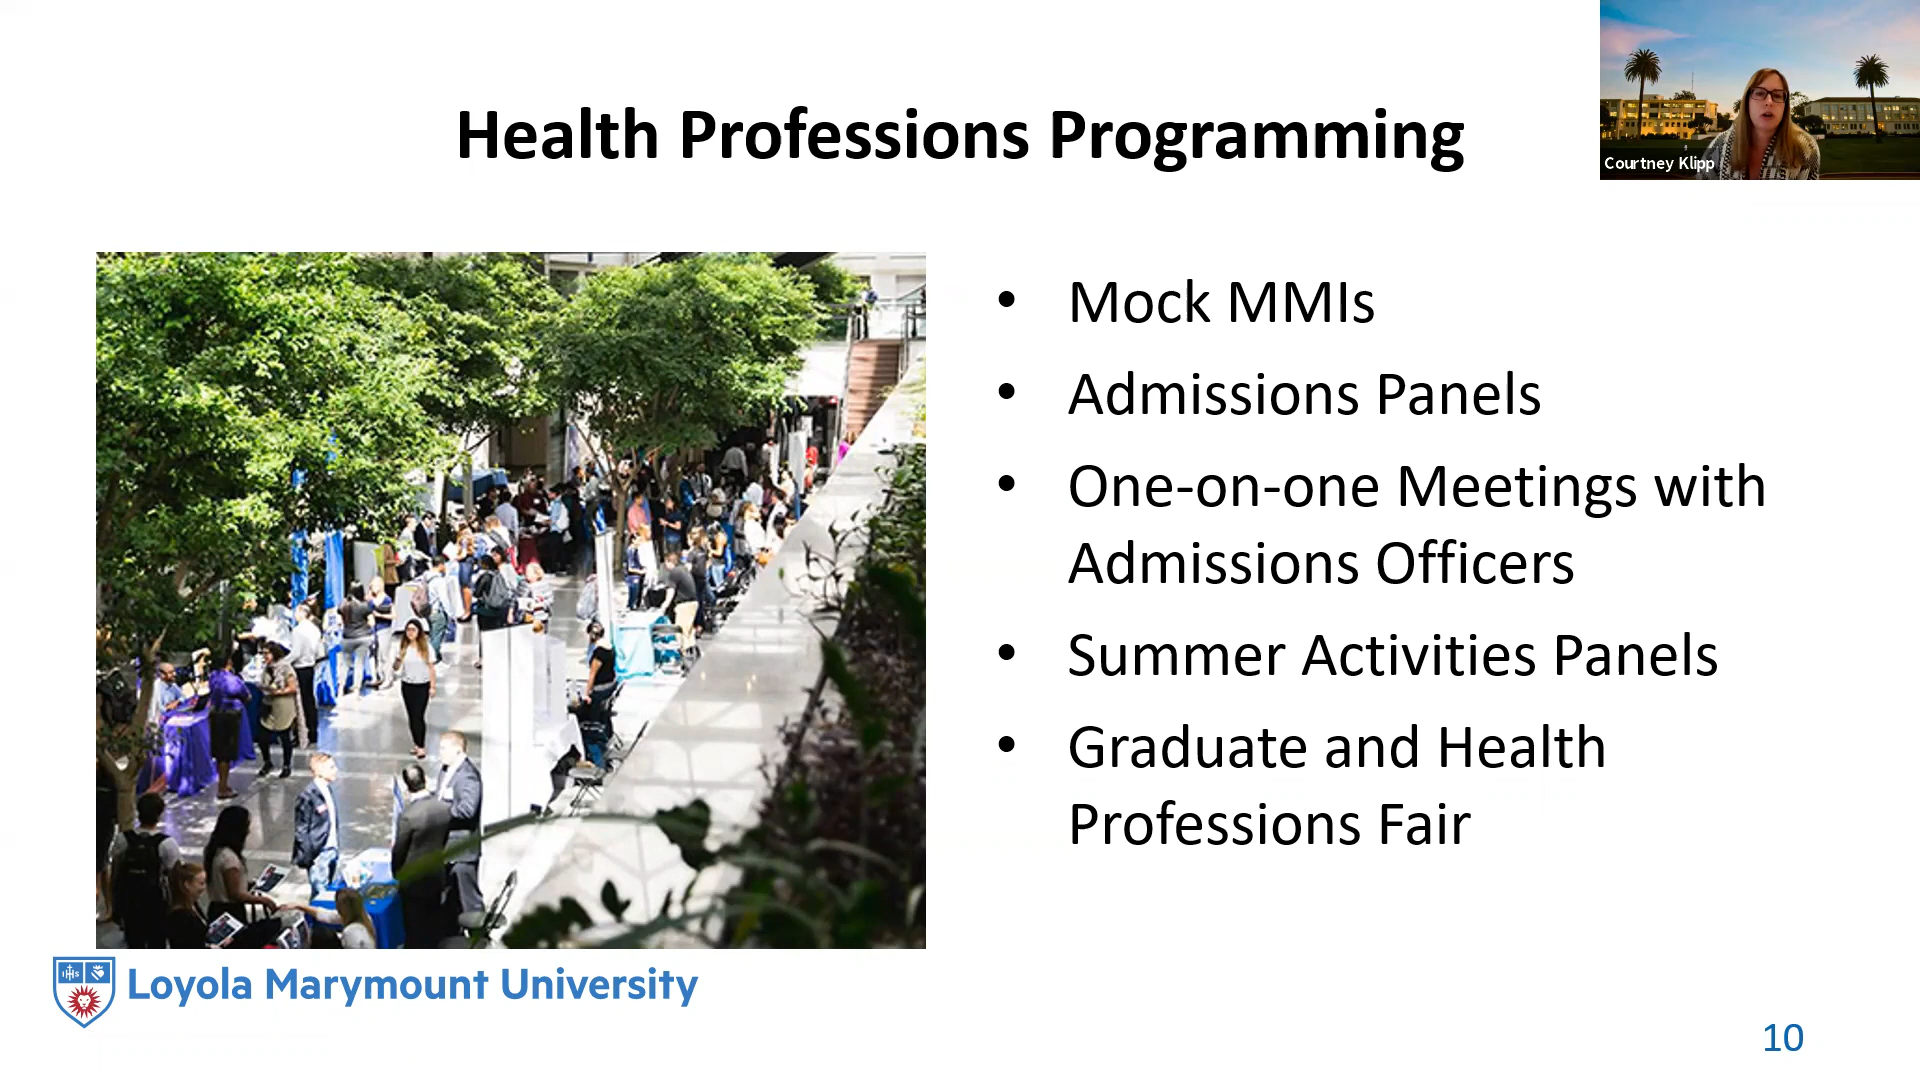 Health Professions Programming
Courtney Klipp
• Mock MMIs
• Admissions Panels
• One-on-one Meetings with
Admissions Officers
• Summer Activities Panels
• Graduate and Health
Professions Fair
IHS
Loyola Marymount University
10